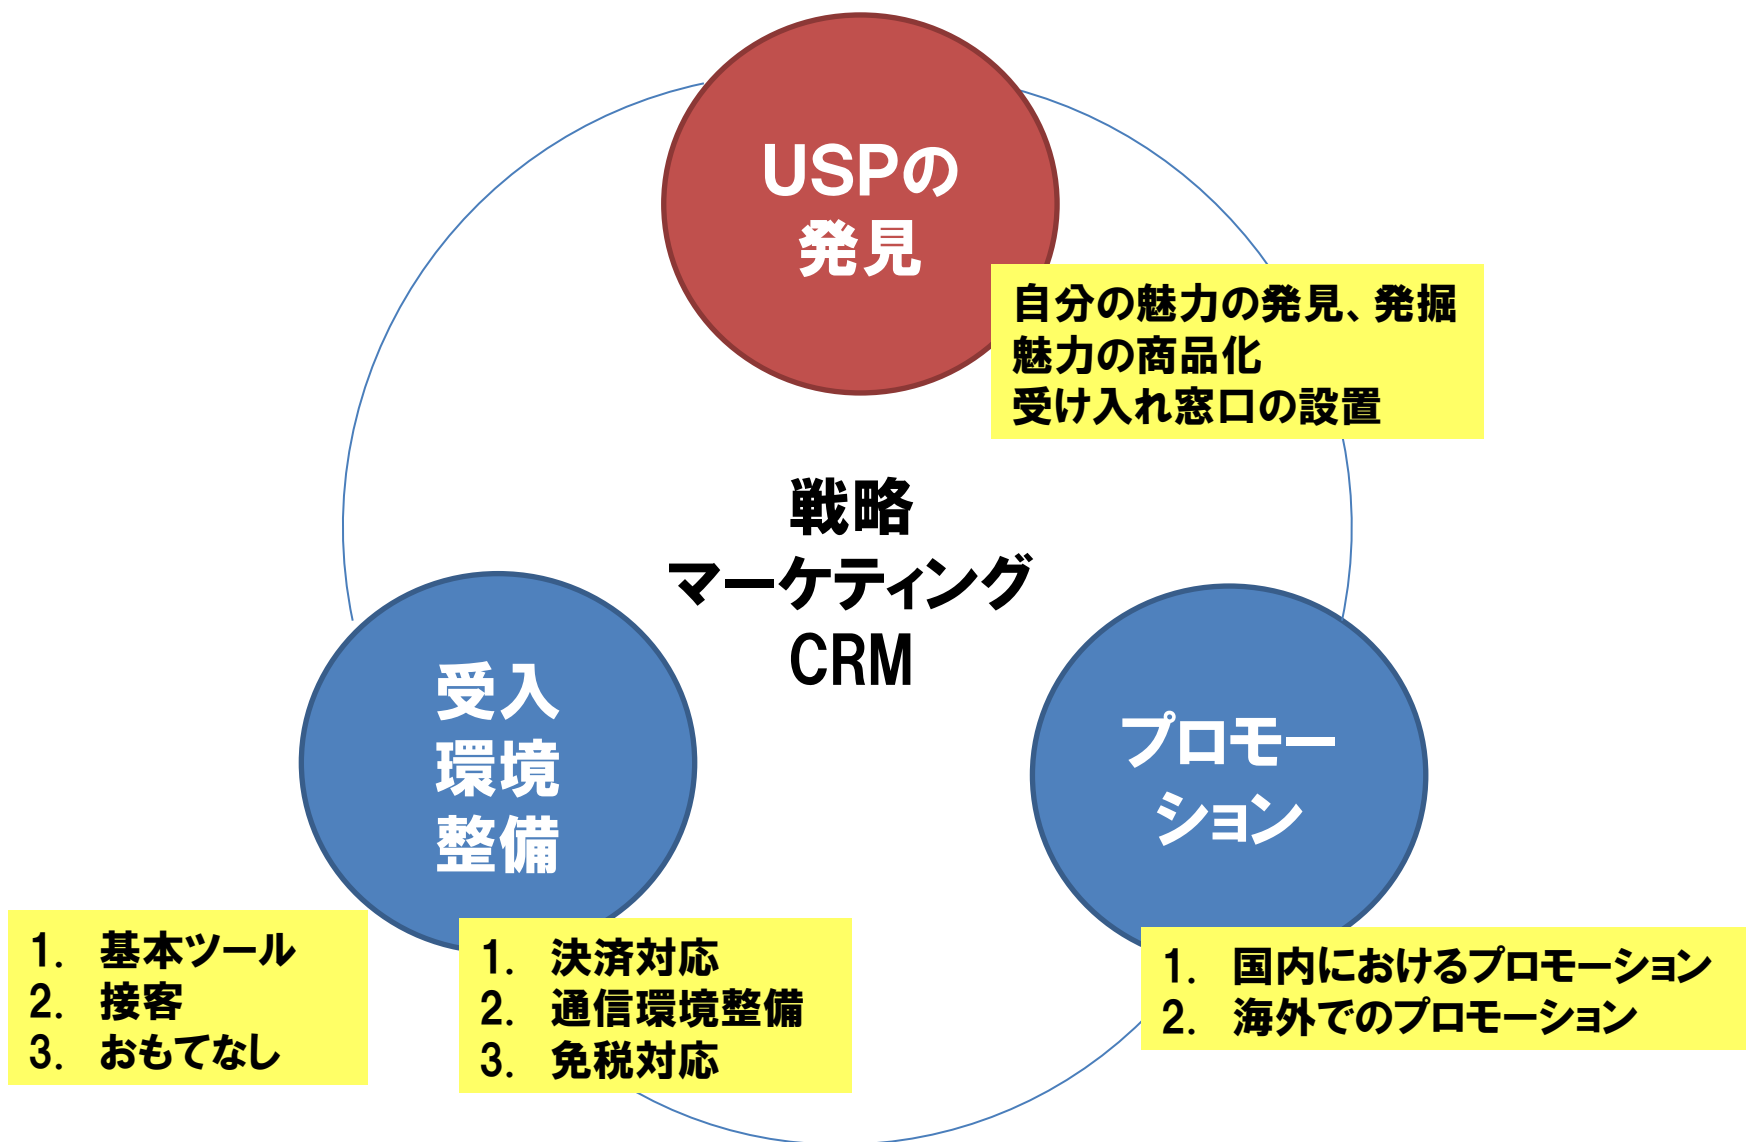 USPの
発見
自分の魅力の発見、発掘
魅力の商品化
受け入れ窓口の設置
戦略
マーケティング
CRM
受入
環境
整備
プロモー
ション
1. 基本ツール
2. 接客
3. おもてなし
1. 決済対応
2. 通信環境整備
3. 免税対応
1. 国内におけるプロモーション
2. 海外でのプロモーション